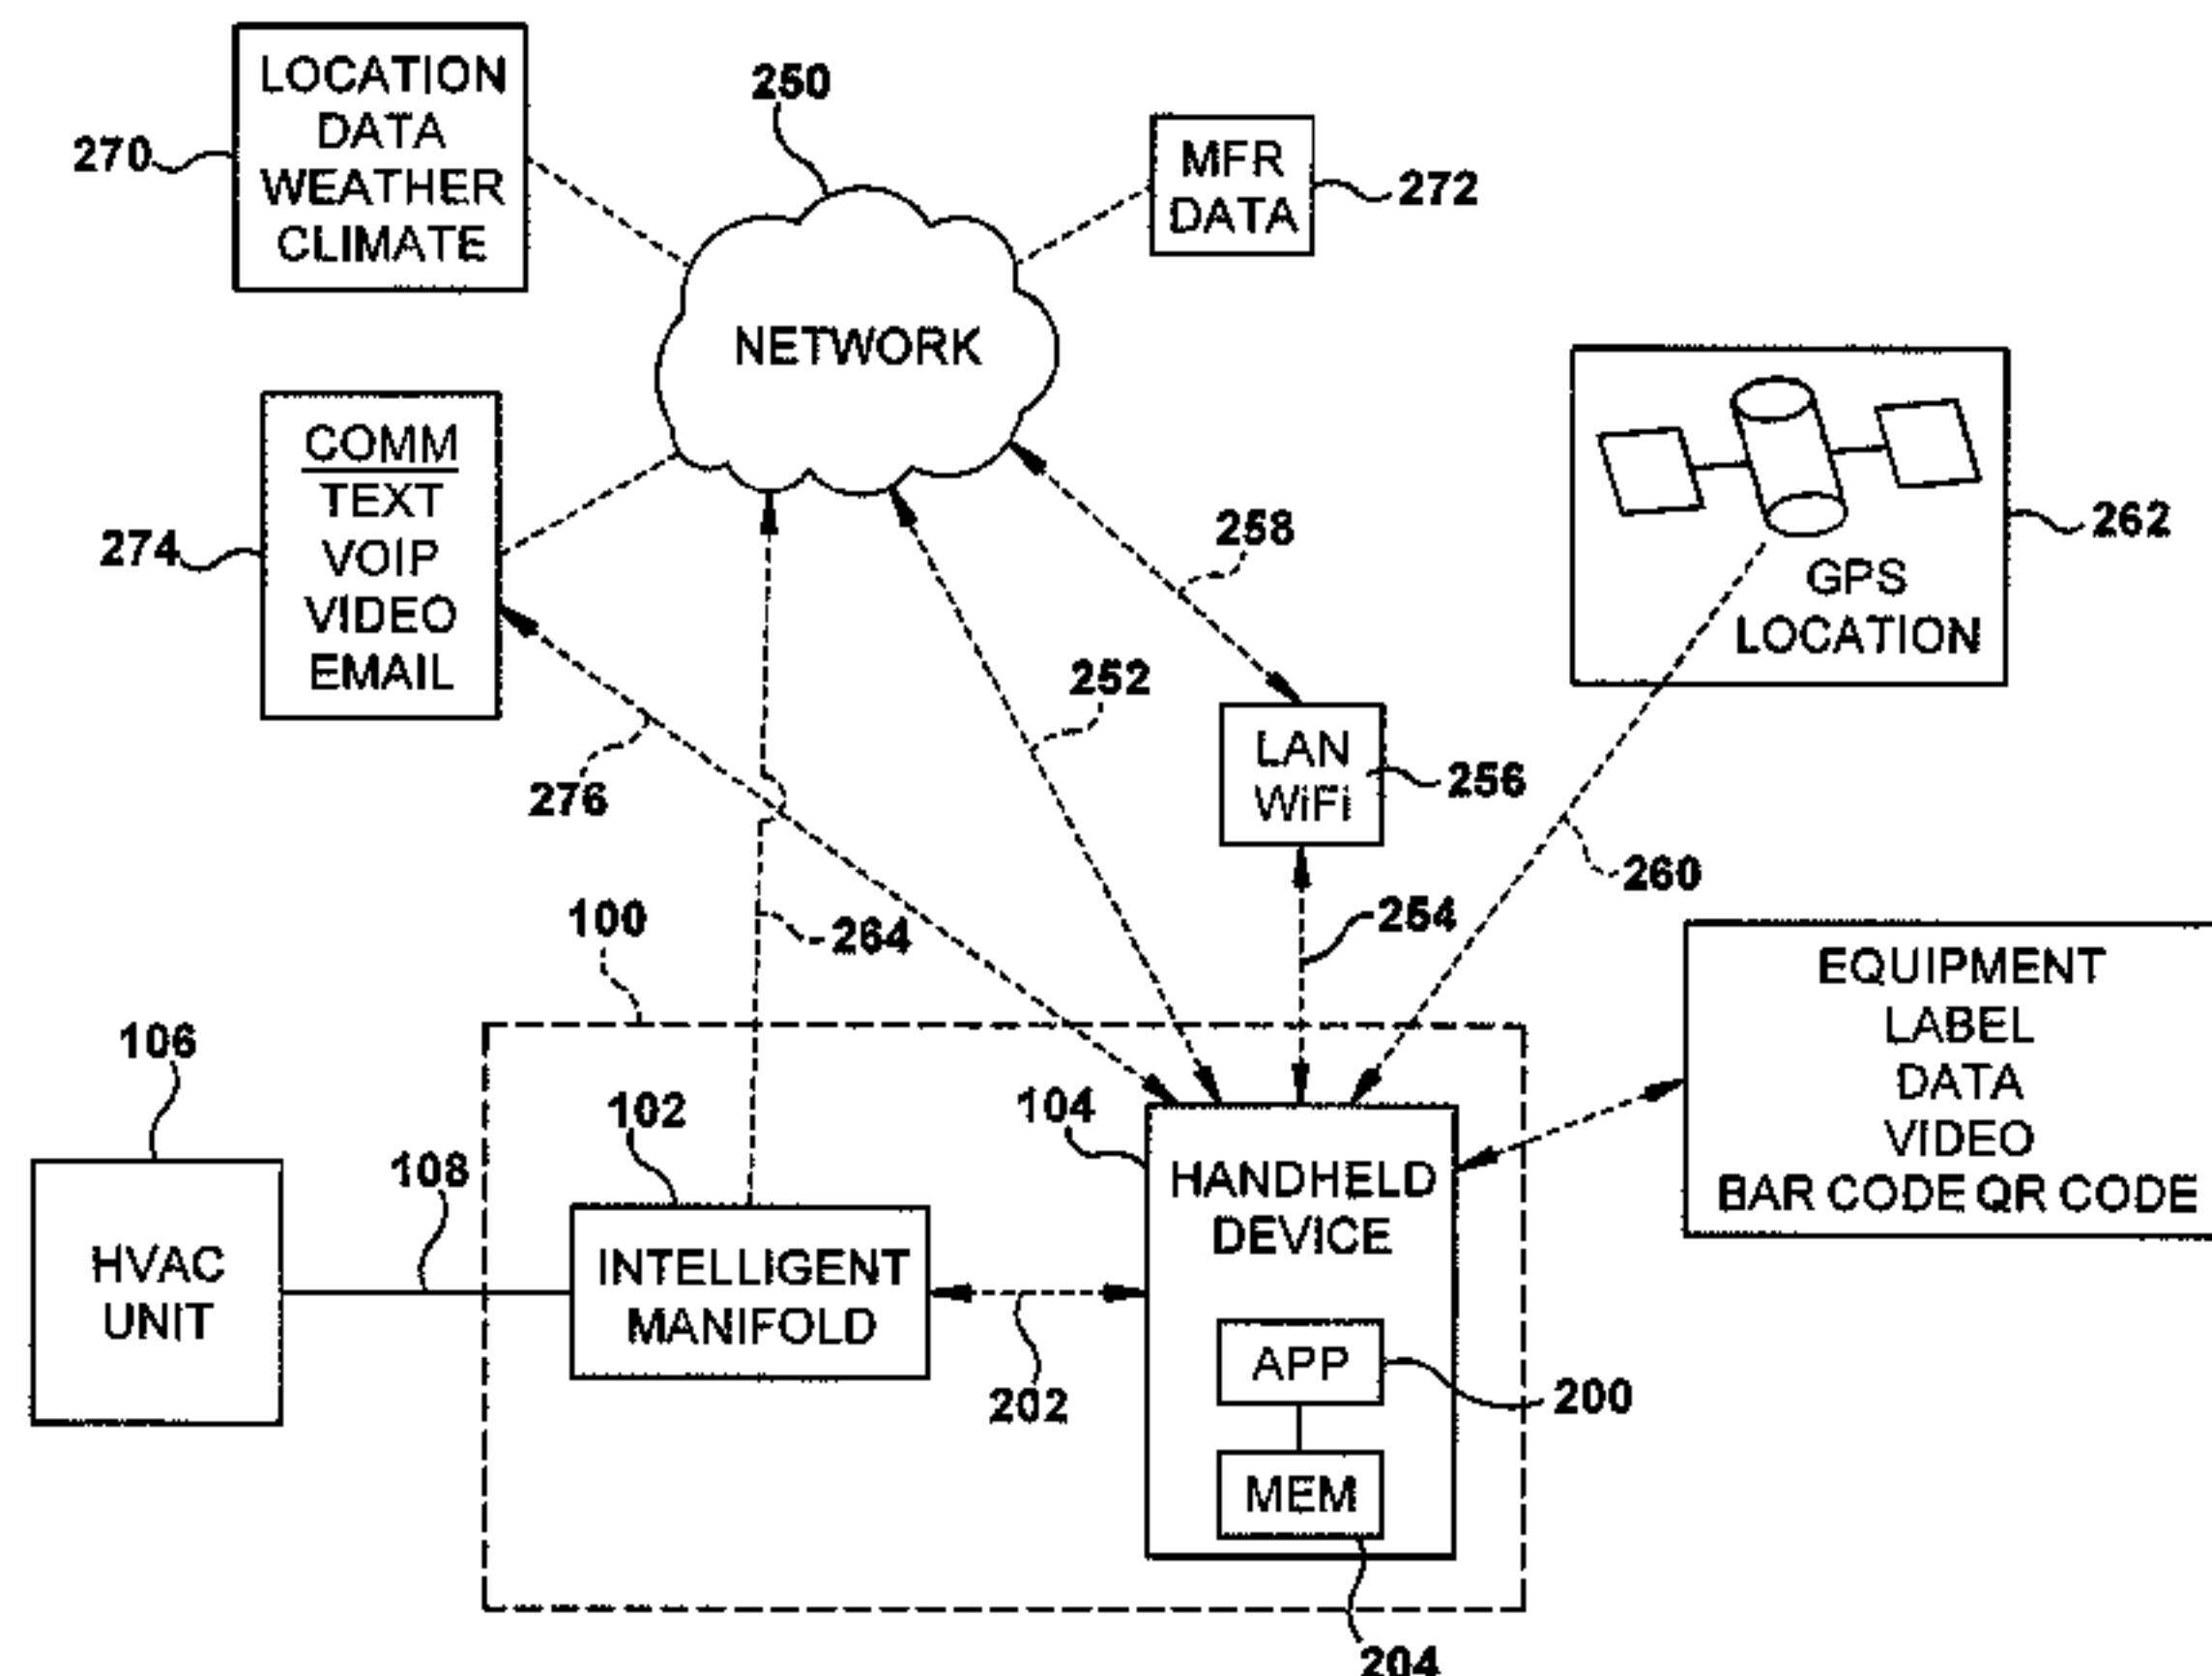 LOCATION
DATA
WEATHER
CLIMATE
270
250
MFR
DATA
272
NETWORK
COMM
TEXT
VOIP
VIDEO
EMAIL
274
258
GPS
LOCATION
262
252
276
LAN
WiFi
256
260
254
264
100
EQUIPMENT
LABEL
DATA
VIDEO
BAR CODE QR CODE
106
102
104
108
HVAC
UNIT
INTELLIGENT
MANIFOLD
HANDHELD
DEVICE
202
APP
200
MEM
204